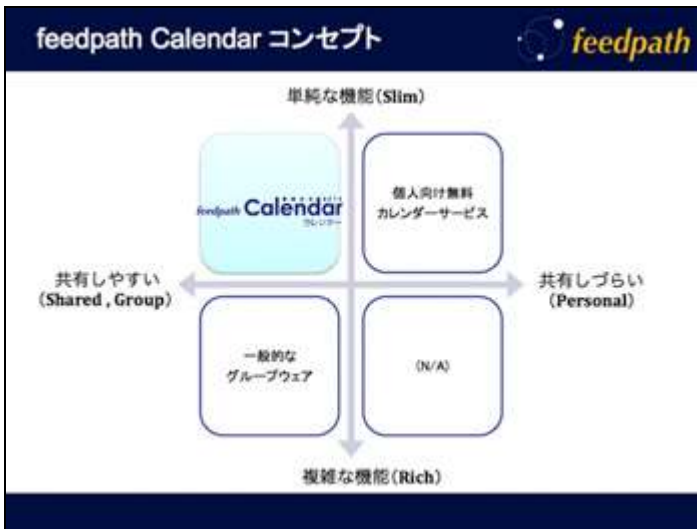 feedpath Calendar コンセプト
feedpath
単純な機能(Slim)
feedpath Calendar
カレンダー
個人向け無料
カレンダーサービス
共有しやすい
(Shared , Group)
共有しづらい
(Personal)
一般的な
グループウェア
(N/A)
複雑な機能(Rich)